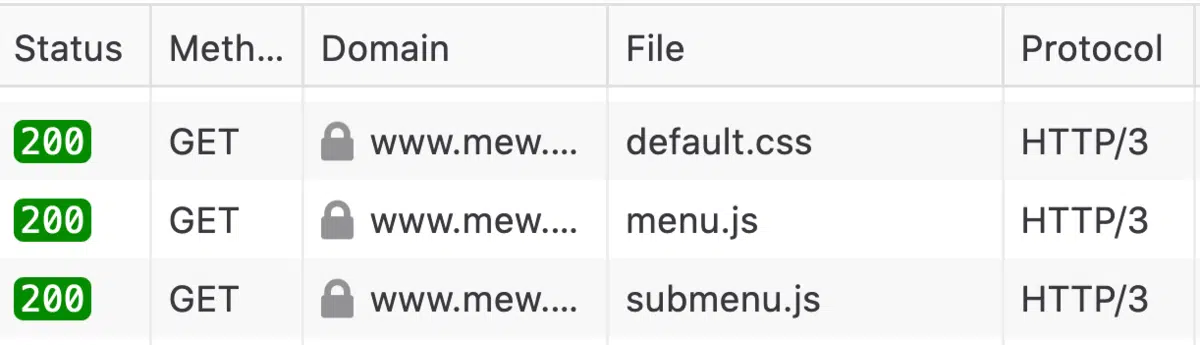 Status Meth... Domain File Protocol
200 GET www.mew.... default.css HTTP/3
200 GET www.mew.... menu.js HTTP/3
200 GET www.mew.... submenu.js HTTP/3